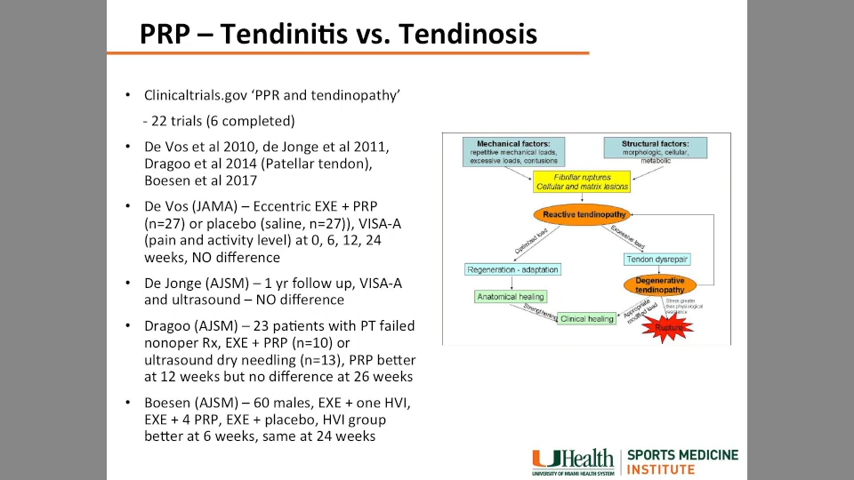 PRP – Tendinitis vs. Tendinosis
• Clinicaltrials.gov ‘PPR and tendinopathy’
- 22 trials (6 completed)
• De Vos et al 2010, de Jonge et al 2011,
Dragoo et al 2014 (Patellar tendon),
Boesen et al 2017
• De Vos (JAMA) – Eccentric EXE + PRP
(n=27) or placebo (saline, n=27)), VISA-A
(pain and activity level) at 0, 6, 12, 24
weeks, NO difference
• De Jonge (AJSM) – 1 yr follow up, VISA-A
and ultrasound – NO difference
• Dragoo (AJSM) – 23 patients with PT failed
nonoper Rx, EXE + PRP (n=10) or
ultrasound dry needling (n=13), PRP better
at 12 weeks but no difference at 26 weeks
• Boesen (AJSM) – 60 males, EXE + one HVI,
EXE + 4 PRP, EXE + placebo, HVI group
better at 6 weeks, same at 24 weeks
Mechanical factors:
repetitive mechanical loads,
excessive loads, contusions
Structural factors:
morphologic, cellular,
metabolic
Fibrillar ruptures
Cellular and matrix lesions
Reactive tendinopathy
Optimized load
Excessive load
Regeneration - adaptation
Tendon dysrepair
Anatomical healing
Degenerative
tendinopathy
Strengthening
Clinical healing
Appropriate
modified load
Stress greater
than physiological
resistance
Rupture
UHealth
UNIVERSITY OF MIAMI HEALTH SYSTEM
SPORTS MEDICINE
INSTITUTE